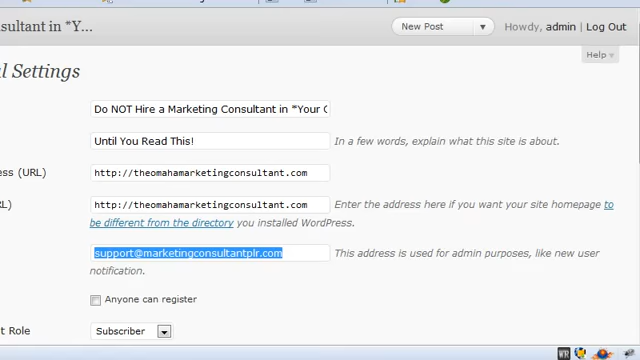 sultant in *Y...
New Post
Howdy, admin | Log Out
Help
l Settings
Do NOT Hire a Marketing Consultant in *Your
Until You Read This!
In a few words, explain what this site is about.
ess (URL)
http://theomahamarketingconsultant.com
RL)
http://theomahamarketingconsultant.com
Enter the address here if you want your site homepage to
be different from the directory you installed WordPress.
support@marketingconsultantplr.com
This address is used for admin purposes, like new user
notification.
Anyone can register
t Role
Subscriber
WR